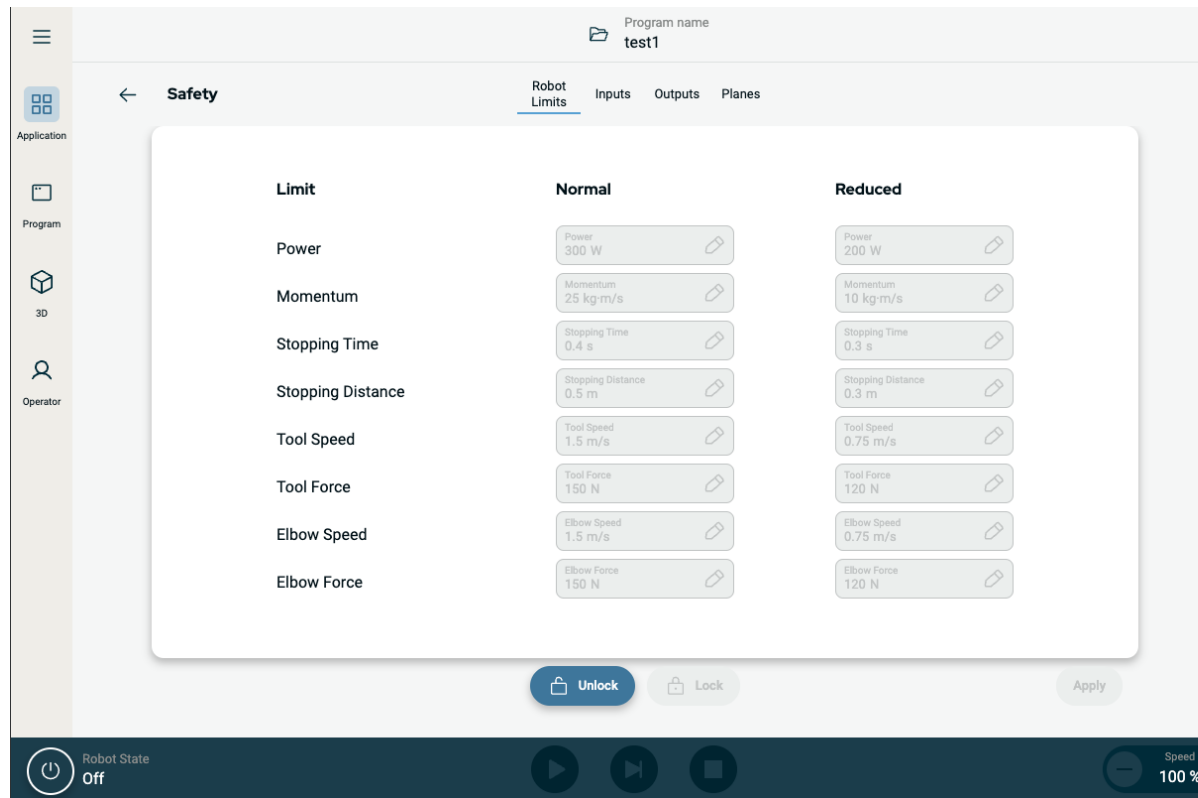 Program name
test1
Application
Program
3D
Operator
Safety
Robot
Limits
Inputs
Outputs
Planes
Limit Normal Reduced
Power
Power
300 W
Power
200 W
Momentum
Momentum
25 kg·m/s
Momentum
10 kg·m/s
Stopping Time
Stopping Time
0.4 s
Stopping Time
0.3 s
Stopping Distance
Stopping Distance
0.5 m
Stopping Distance
0.3 m
Tool Speed
Tool Speed
1.5 m/s
Tool Speed
0.75 m/s
Tool Force
Tool Force
150 N
Tool Force
120 N
Elbow Speed
Elbow Speed
1.5 m/s
Elbow Speed
0.75 m/s
Elbow Force
Elbow Force
150 N
Elbow Force
120 N
Unlock
Lock
Apply
Robot State
Off
Speed
100 %